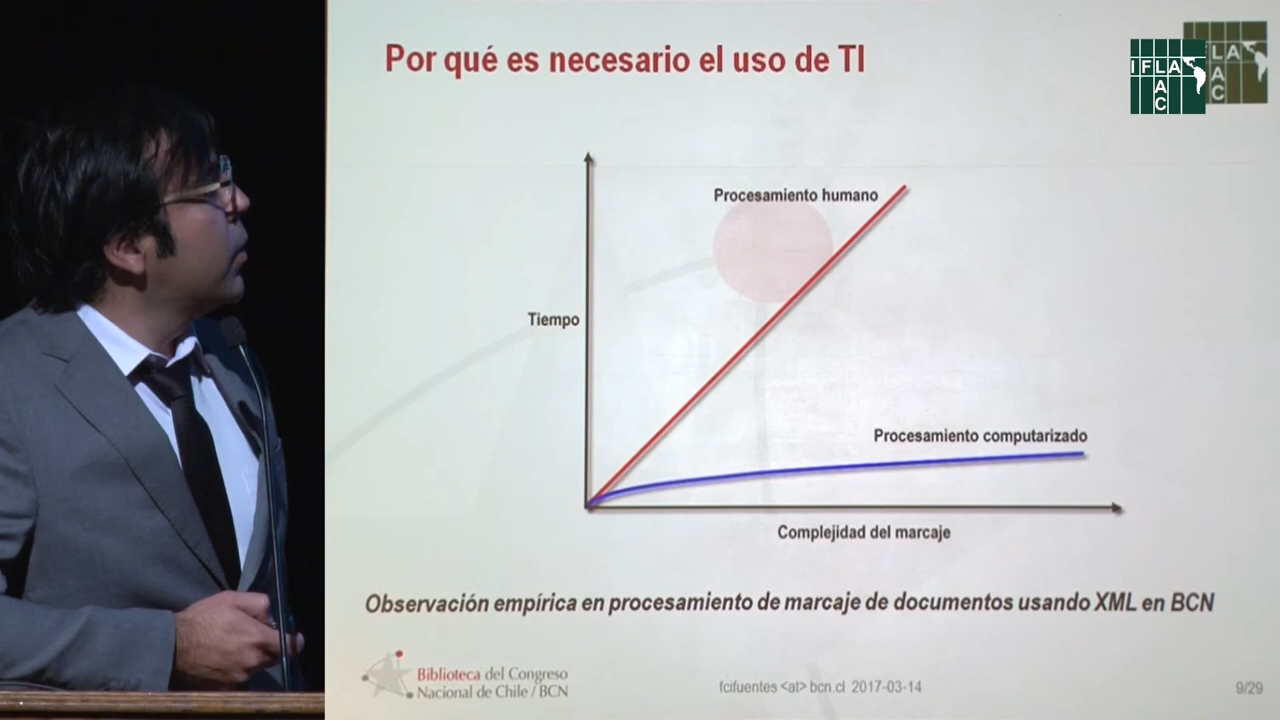 Por qué es necesario el uso de TI
IFLA
A
C
LA
A
C
Procesamiento humano
Tiempo
Procesamiento computarizado
Complejidad del marcaje
Observación empírica en procesamiento de marcaje de documentos usando XML en BCN
Biblioteca del Congreso
Nacional de Chile / BCN
fcifuentes <at> bcn.cl 2017-03-14
9/29